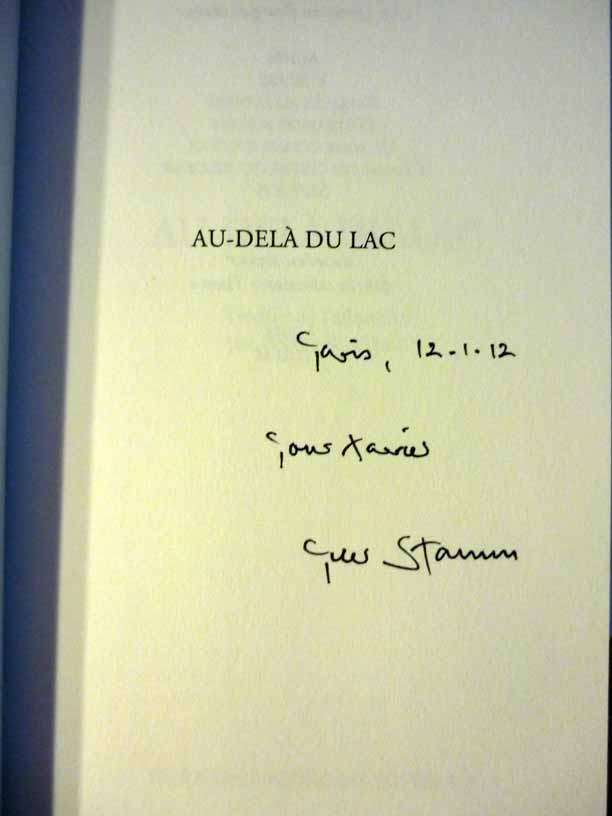 AU-DELÀ DU LAC
Paris, 12.1.12
pour Xavier
Peter Stamm